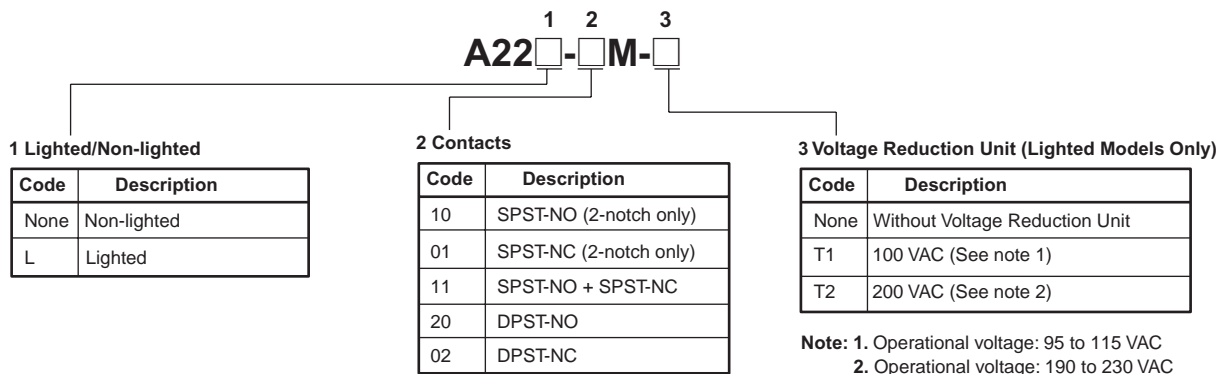 1 2 3
A22□-□M-□
1 Lighted/Non-lighted
Code Description
None Non-lighted
L Lighted
2 Contacts
Code Description
10 SPST-NO (2-notch only)
01 SPST-NC (2-notch only)
11 SPST-NO + SPST-NC
20 DPST-NO
02 DPST-NC
3 Voltage Reduction Unit (Lighted Models Only)
Code Description
None Without Voltage Reduction Unit
T1 100 VAC (See note 1)
T2 200 VAC (See note 2)
Note: 1. Operational voltage: 95 to 115 VAC
2. Operational voltage: 190 to 230 VAC